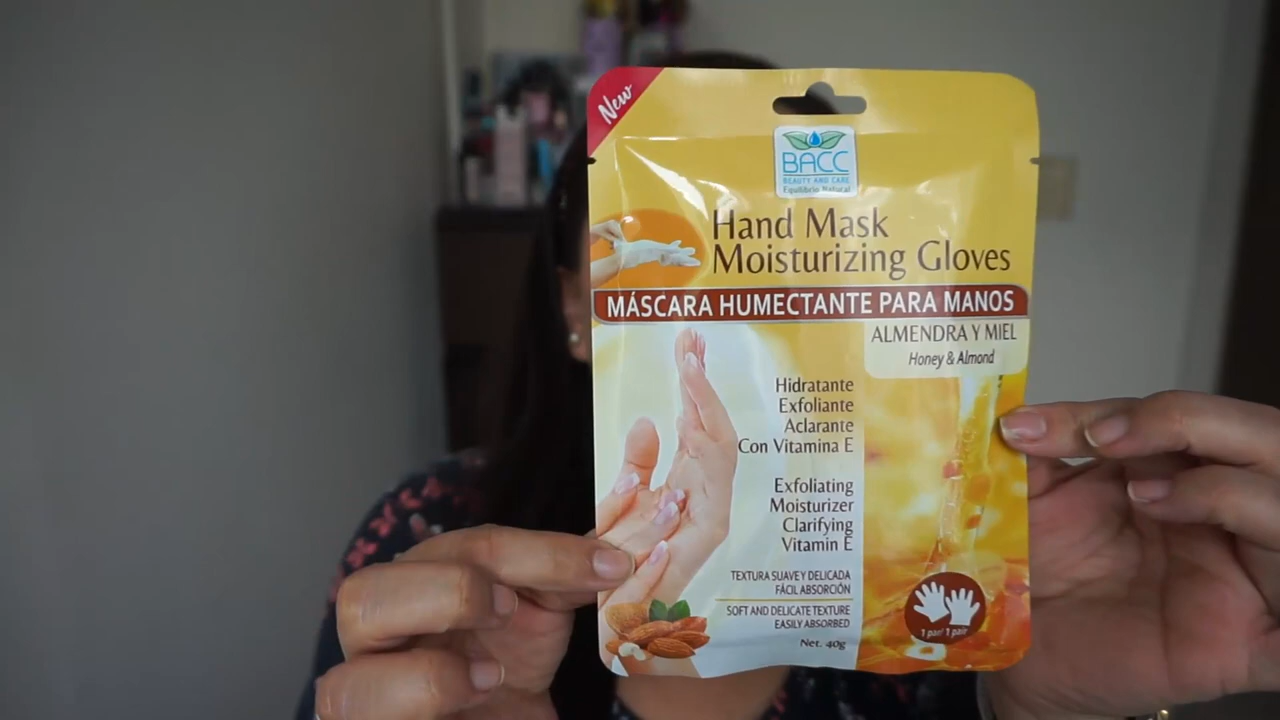 New
BACC
BEAUTY AND CARE
Equilibrio Natural
Hand Mask
Moisturizing Gloves
MÁSCARA HUMECTANTE PARA MANOS
ALMENDRA Y MIEL
Honey & Almond
Hidratante
Exfoliante
Aclarante
Con Vitamina E
Exfoliating
Moisturizer
Clarifying
Vitamin E
TEXTURA SUAVE Y DELICADA
FÁCIL ABSORCIÓN
SOFT AND DELICATE TEXTURE
EASILY ABSORBED
Net. 40g
1 par/ 1 pair